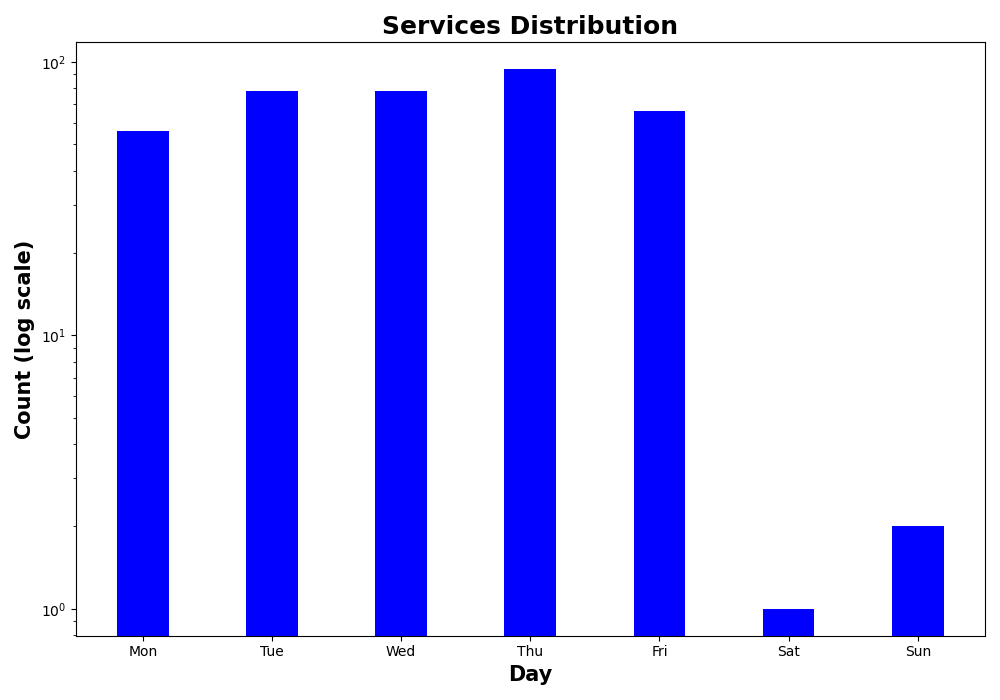 Services Distribution
Count (log scale)
10²
10¹
10⁰
Mon Tue Wed Thu Fri Sat Sun
Day